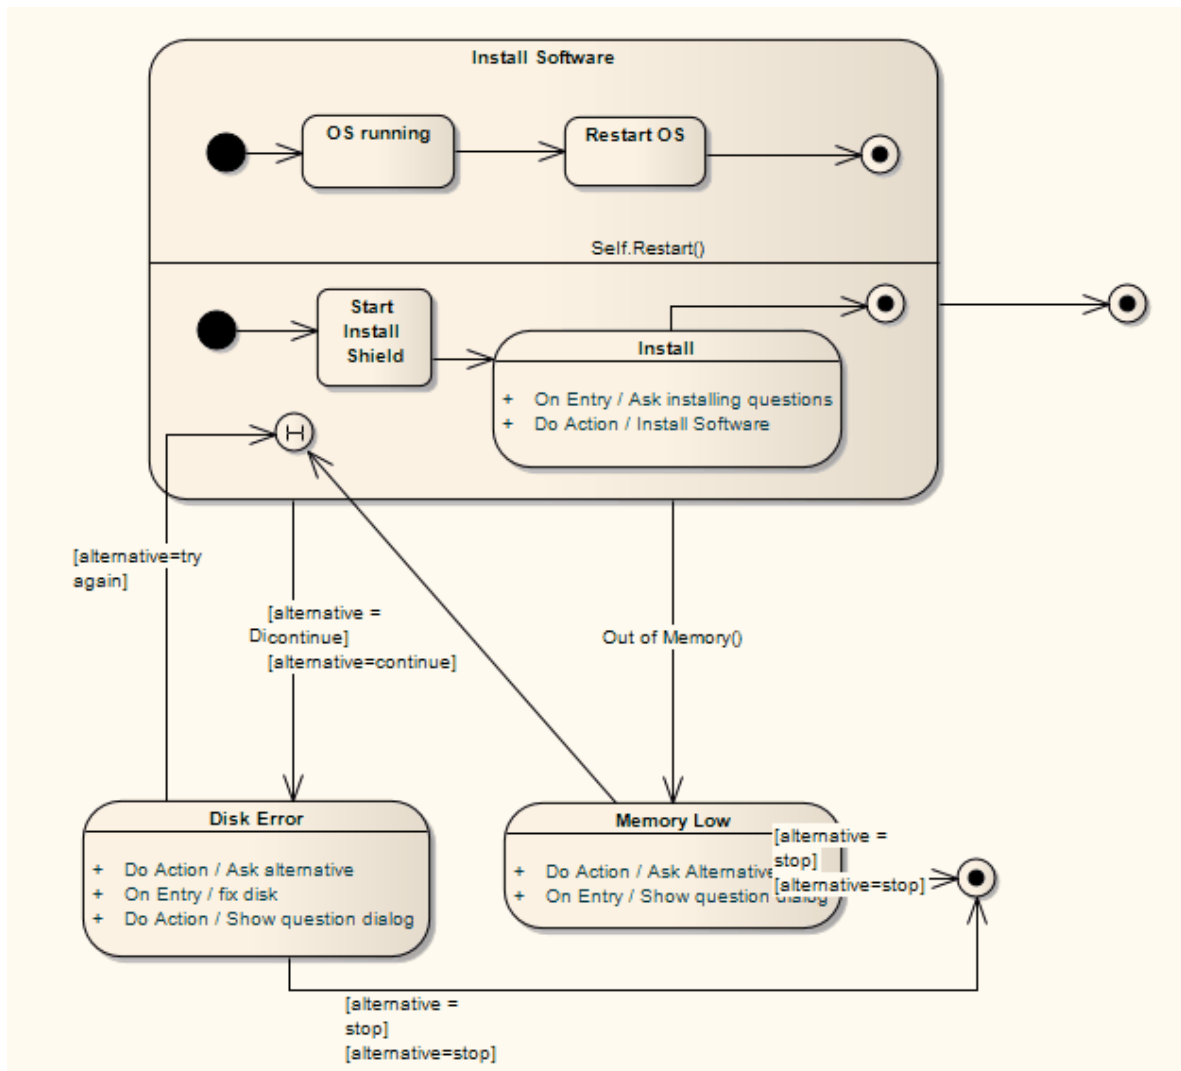 Install Software
OS running
Restart OS
Self.Restart()
Start
Install
Shield
Install
+ On Entry / Ask installing questions
+ Do Action / Install Software
H
[alternative=try
again]
[alternative =
Dicontinue]
[alternative=continue]
Out of Memory()
Disk Error
+ Do Action / Ask alternative
+ On Entry / fix disk
+ Do Action / Show question dialog
Memory Low
+ Do Action / Ask Alternative
+ On Entry / Show question dialog
[alternative =
stop]
[alternative=stop]
[alternative =
stop]
[alternative=stop]